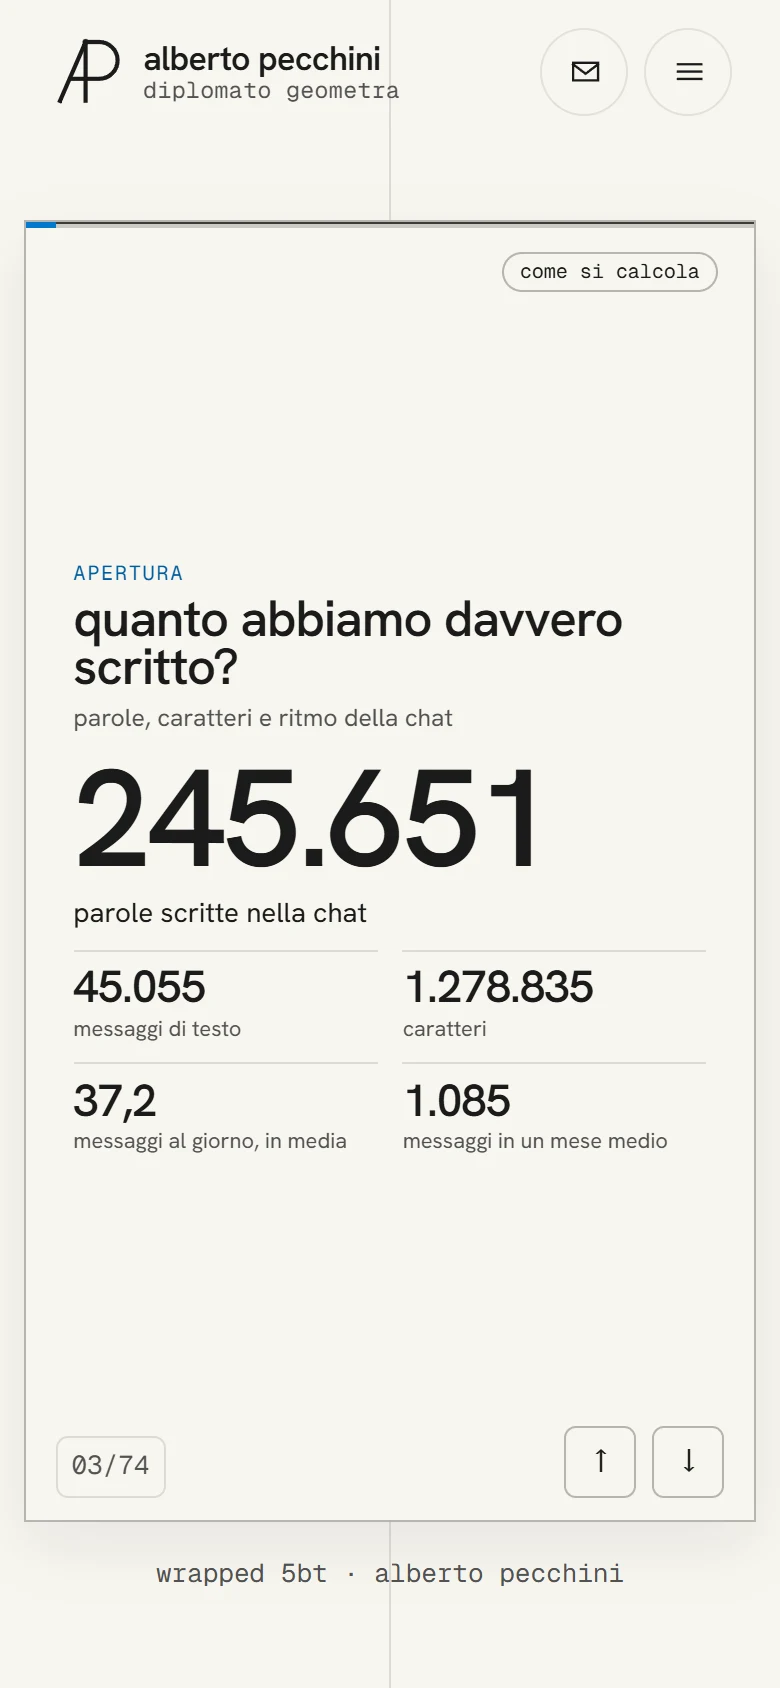 alberto pecchini
diplomato geometra
come si calcola
APERTURA
quanto abbiamo davvero
scritto?
parole, caratteri e ritmo della chat
245.651
parole scritte nella chat
45.055
messaggi di testo
1.278.835
caratteri
37,2
messaggi al giorno, in media
1.085
messaggi in un mese medio
03/74
↑
↓
wrapped 5bt · alberto pecchini